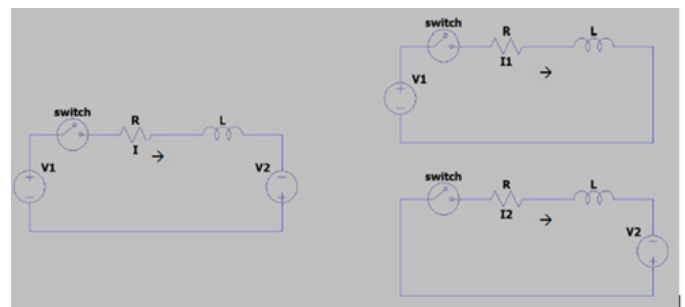 switch
R
L
I →
V1
V2
switch
R
L
I1 →
V1
switch
R
L
I2 →
V2